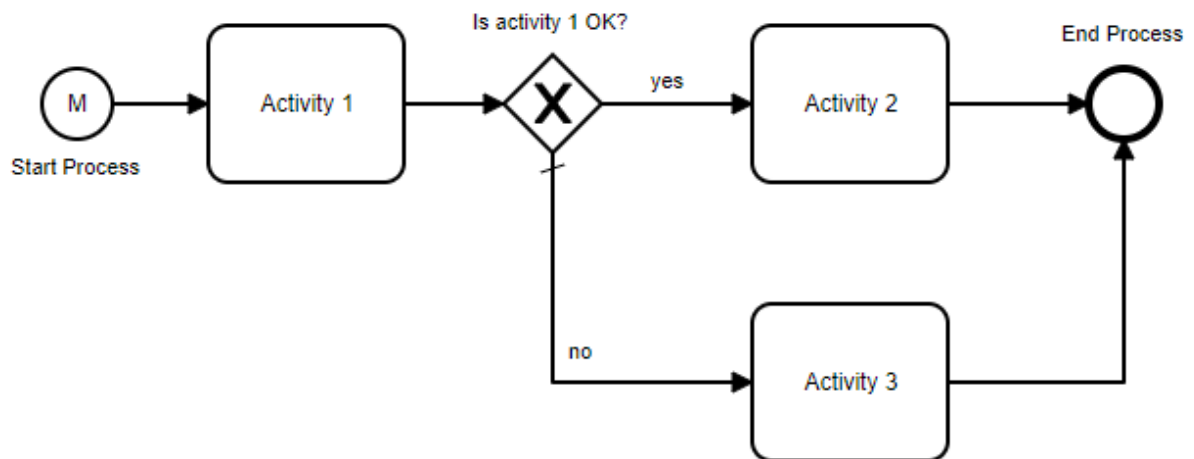 Is activity 1 OK?
End Process
M
Activity 1
X
yes
Activity 2
Start Process
no
Activity 3